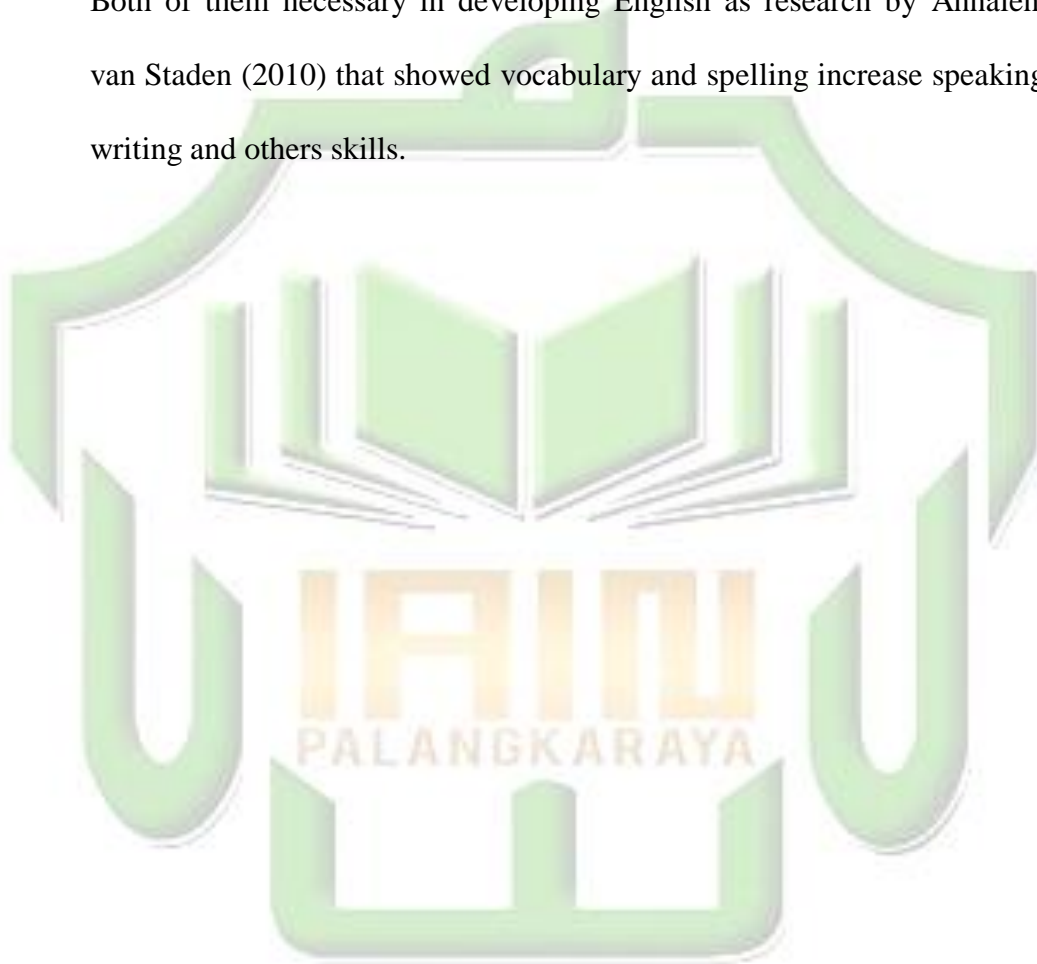 Both of them necessary in developing English as research by Annalene
van Staden (2010) that showed vocabulary and spelling increase speaking
writing and others skills.
IAIN
PALANGKARAYA